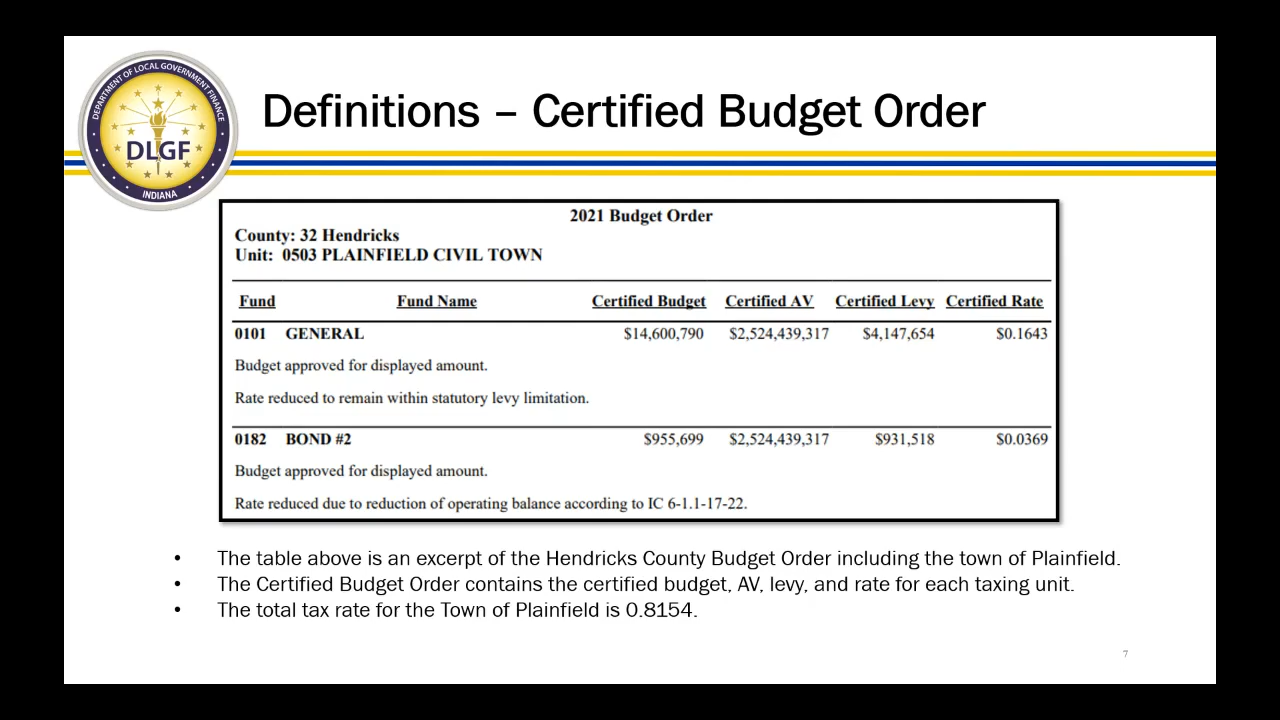 DEPARTMENT OF LOCAL GOVERNMENT FINANCE
DLGF
INDIANA
Definitions – Certified Budget Order
2021 Budget Order
County: 32 Hendricks
Unit: 0503 PLAINFIELD CIVIL TOWN
Fund Fund Name Certified Budget Certified AV Certified Levy Certified Rate
0101 GENERAL $14,600,790 $2,524,439,317 $4,147,654 $0.1643
Budget approved for displayed amount.
Rate reduced to remain within statutory levy limitation.
0182 BOND #2 $955,699 $2,524,439,317 $931,518 $0.0369
Budget approved for displayed amount.
Rate reduced due to reduction of operating balance according to IC 6-1.1-17-22.
• The table above is an excerpt of the Hendricks County Budget Order including the town of Plainfield.
• The Certified Budget Order contains the certified budget, AV, levy, and rate for each taxing unit.
• The total tax rate for the Town of Plainfield is 0.8154.
7